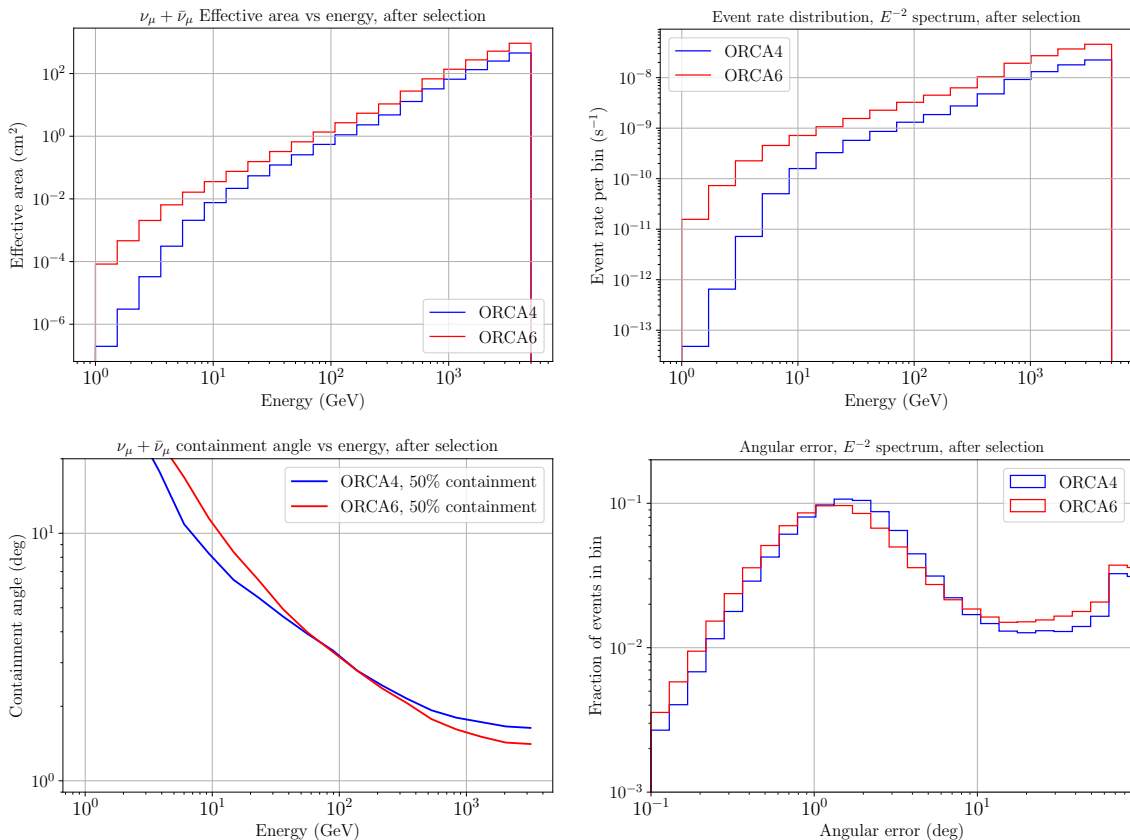 ν_μ + ν̄_μ Effective area vs energy, after selection
Effective area (cm²)
10²
10⁰
10⁻²
10⁻⁴
10⁻⁶
ORCA4
ORCA6
10⁰ 10¹ 10² 10³
Energy (GeV)
Event rate distribution, E⁻² spectrum, after selection
ORCA4
ORCA6
Event rate per bin (s⁻¹)
10⁻⁸
10⁻⁹
10⁻¹⁰
10⁻¹¹
10⁻¹²
10⁻¹³
10⁰ 10¹ 10² 10³
Energy (GeV)
ν_μ + ν̄_μ containment angle vs energy, after selection
ORCA4, 50% containment
ORCA6, 50% containment
Containment angle (deg)
10¹
10⁰
10⁰ 10¹ 10² 10³
Energy (GeV)
Angular error, E⁻² spectrum, after selection
ORCA4
ORCA6
Fraction of events in bin
10⁻¹
10⁻²
10⁻³
10⁻¹ 10⁰ 10¹
Angular error (deg)